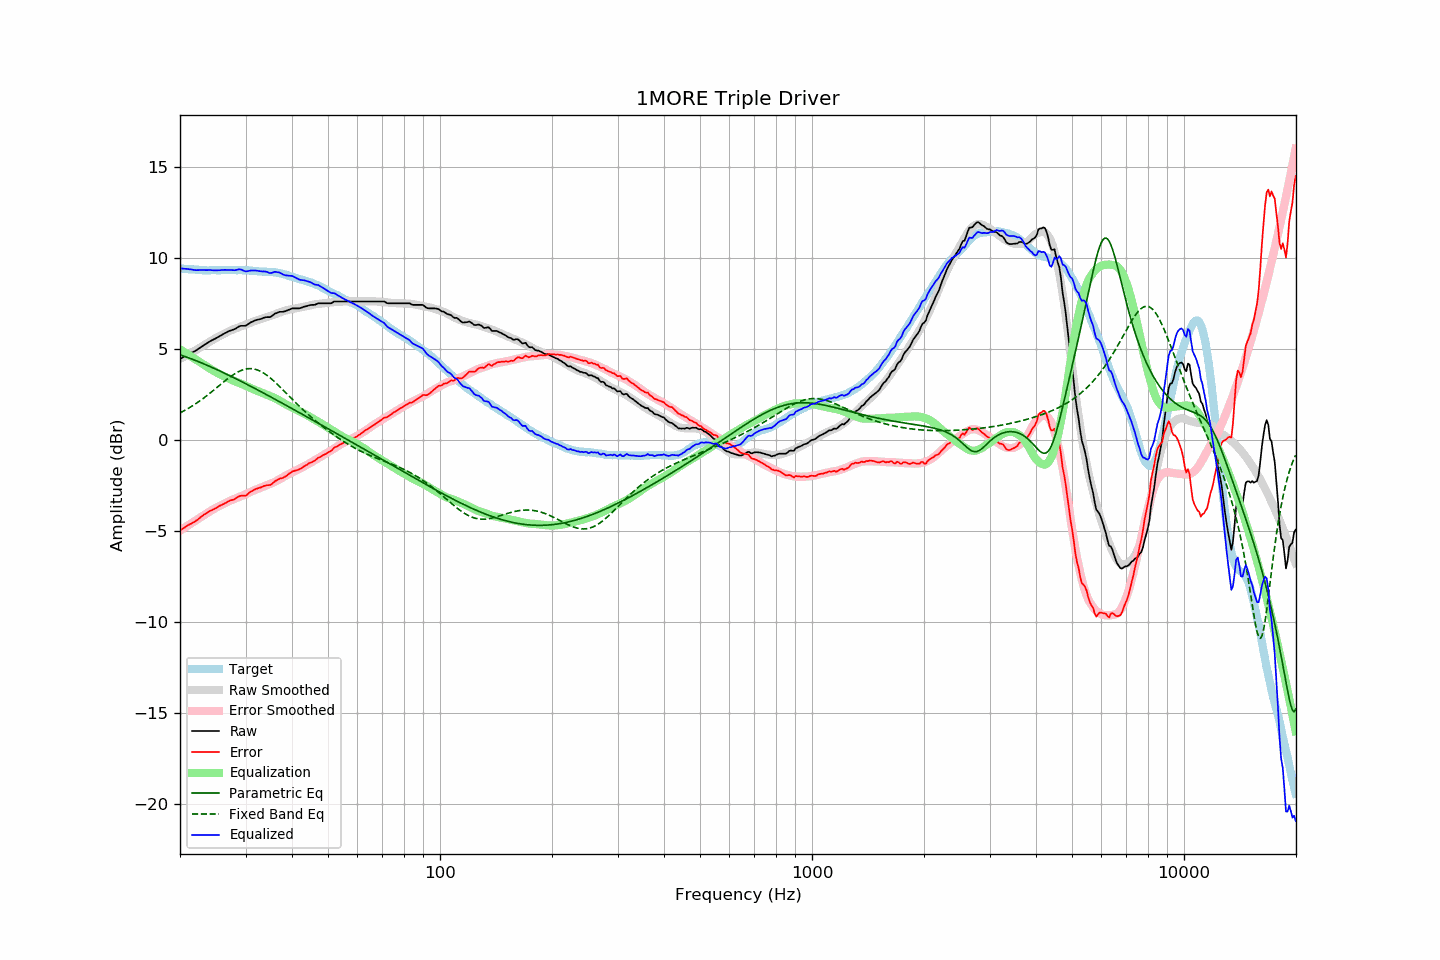 1MORE Triple Driver
Amplitude (dBr)
15
10
5
0
−5
−10
−15
−20
Target
Raw Smoothed
Error Smoothed
Raw
Error
Equalization
Parametric Eq
Fixed Band Eq
Equalized
100 1000 10000
Frequency (Hz)